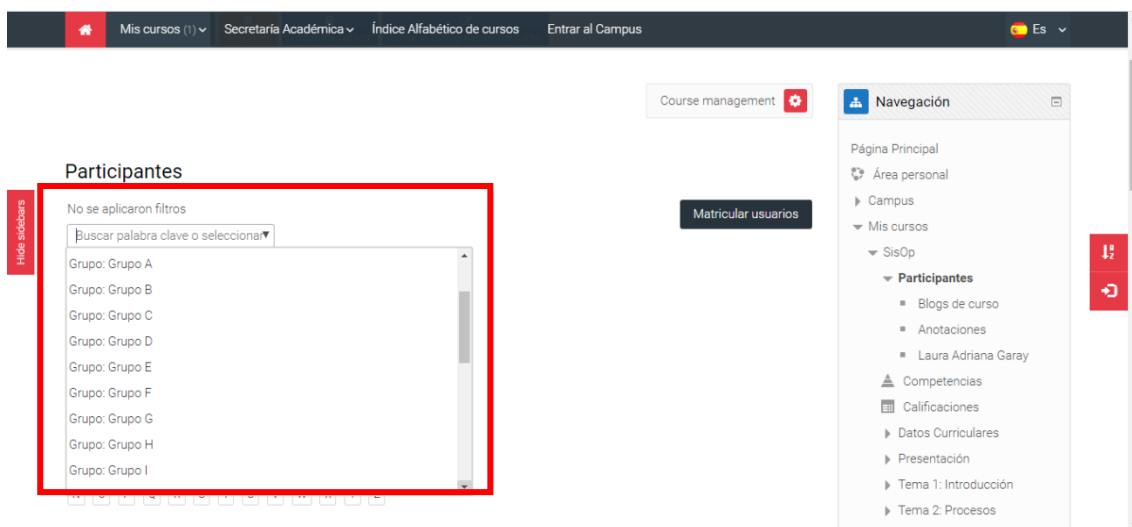 Mis cursos (1) Secretaría Académica Índice Alfabético de cursos Entrar al Campus Es
Course management
Participantes
No se aplicaron filtros
Buscar palabra clave o seleccionar
Grupo: Grupo A
Grupo: Grupo B
Grupo: Grupo C
Grupo: Grupo D
Grupo: Grupo E
Grupo: Grupo F
Grupo: Grupo G
Grupo: Grupo H
Grupo: Grupo I
Matricular usuarios
Hide sidebars
Navegación
Página Principal
Área personal
Campus
Mis cursos
SisOp
Participantes
Blogs de curso
Anotaciones
Laura Adriana Garay
Competencias
Calificaciones
Datos Curriculares
Presentación
Tema 1: Introducción
Tema 2: Procesos